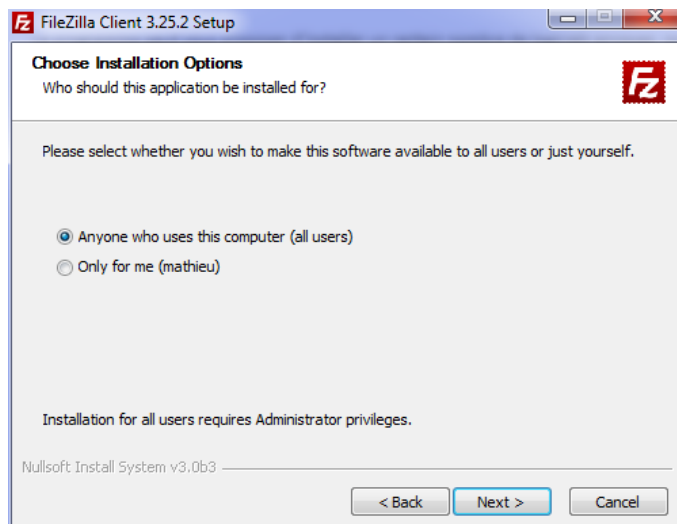 FileZilla Client 3.25.2 Setup
Choose Installation Options
Who should this application be installed for?
Fz
Please select whether you wish to make this software available to all users or just yourself.
Anyone who uses this computer (all users)
Only for me (mathieu)
Installation for all users requires Administrator privileges.
Nullsoft Install System v3.0b3
< Back Next > Cancel